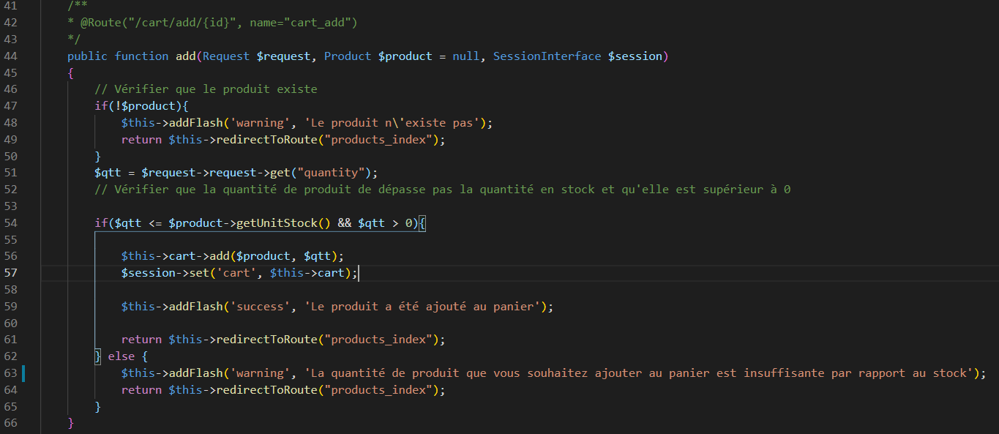 41 /**
42 * @Route("/cart/add/{id}", name="cart_add")
43 */
44 public function add(Request $request, Product $product = null, SessionInterface $session)
45 {
46 // Vérifier que le produit existe
47 if(!$product){
48 $this->addFlash('warning', 'Le produit n\'existe pas');
49 return $this->redirectToRoute("products_index");
50 }
51 $qtt = $request->request->get("quantity");
52 // Vérifier que la quantité de produit de dépasse pas la quantité en stock et qu'elle est supérieur à 0
53
54 if($qtt <= $product->getUnitStock() && $qtt > 0){
55
56 $this->cart->add($product, $qtt);
57 $session->set('cart', $this->cart);
58
59 $this->addFlash('success', 'Le produit a été ajouté au panier');
60
61 return $this->redirectToRoute("products_index");
62 } else {
63 $this->addFlash('warning', 'La quantité de produit que vous souhaitez ajouter au panier est insuffisante par rapport au stock');
64 return $this->redirectToRoute("products_index");
65 }
66 }